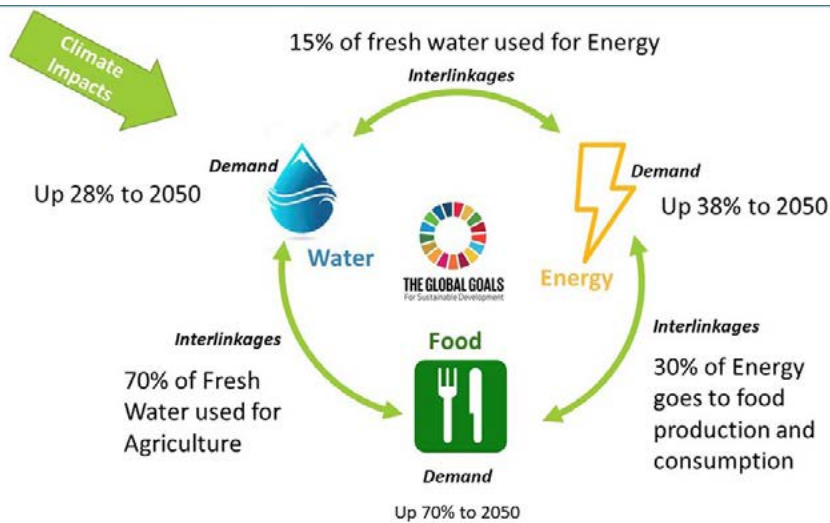 Climate
Impacts
15% of fresh water used for Energy
Interlinkages
Demand
Up 28% to 2050
Water
Demand
Up 38% to 2050
Energy
THE GLOBAL GOALS
For Sustainable Development
Interlinkages
70% of Fresh
Water used for
Agriculture
Food
Demand
Up 70% to 2050
Interlinkages
30% of Energy
goes to food
production and
consumption